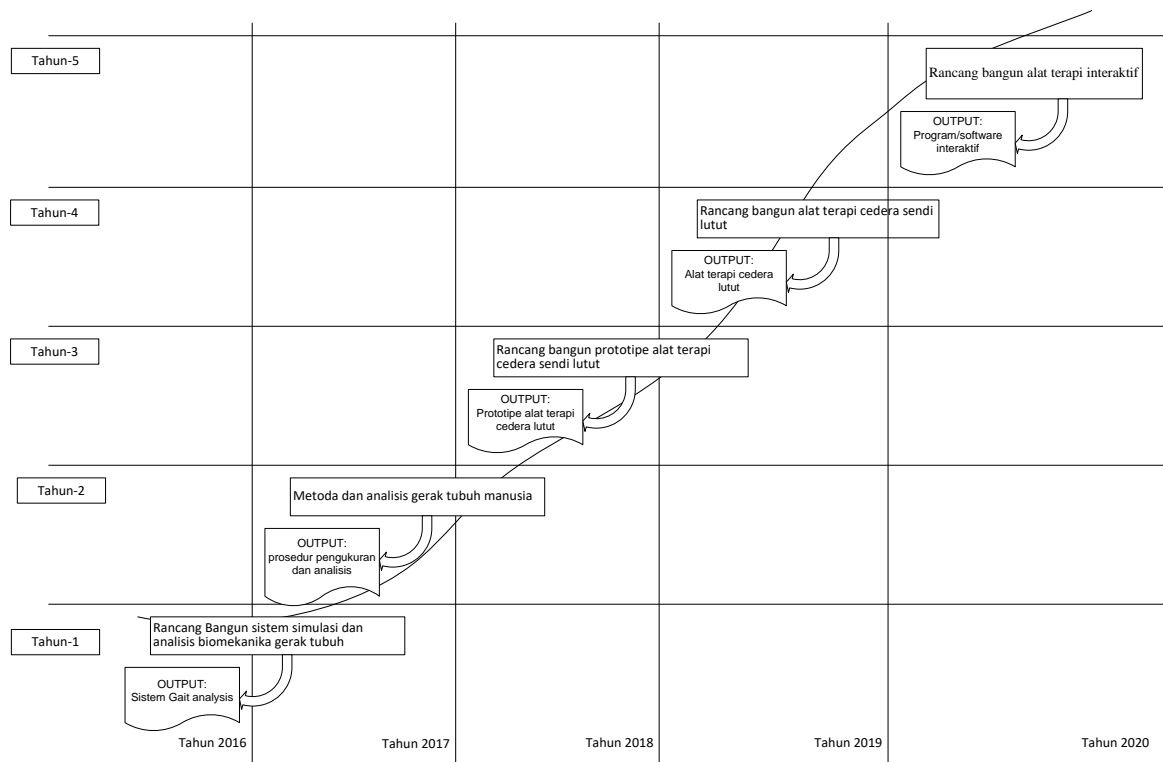 Tahun-5
Rancang bangun alat terapi interaktif
OUTPUT:
Program/software
interaktif
Tahun-4
Rancang bangun alat terapi cedera sendi
lutut
OUTPUT:
Alat terapi cedera
lutut
Tahun-3
Rancang bangun prototipe alat terapi
cedera sendi lutut
OUTPUT:
Prototipe alat terapi
cedera lutut
Tahun-2
Metoda dan analisis gerak tubuh manusia
OUTPUT:
prosedur pengukuran
dan analisis
Tahun-1
Rancang Bangun sistem simulasi dan
analisis biomekanika gerak tubuh
OUTPUT:
Sistem Gait analysis
Tahun 2016
Tahun 2017
Tahun 2018
Tahun 2019
Tahun 2020